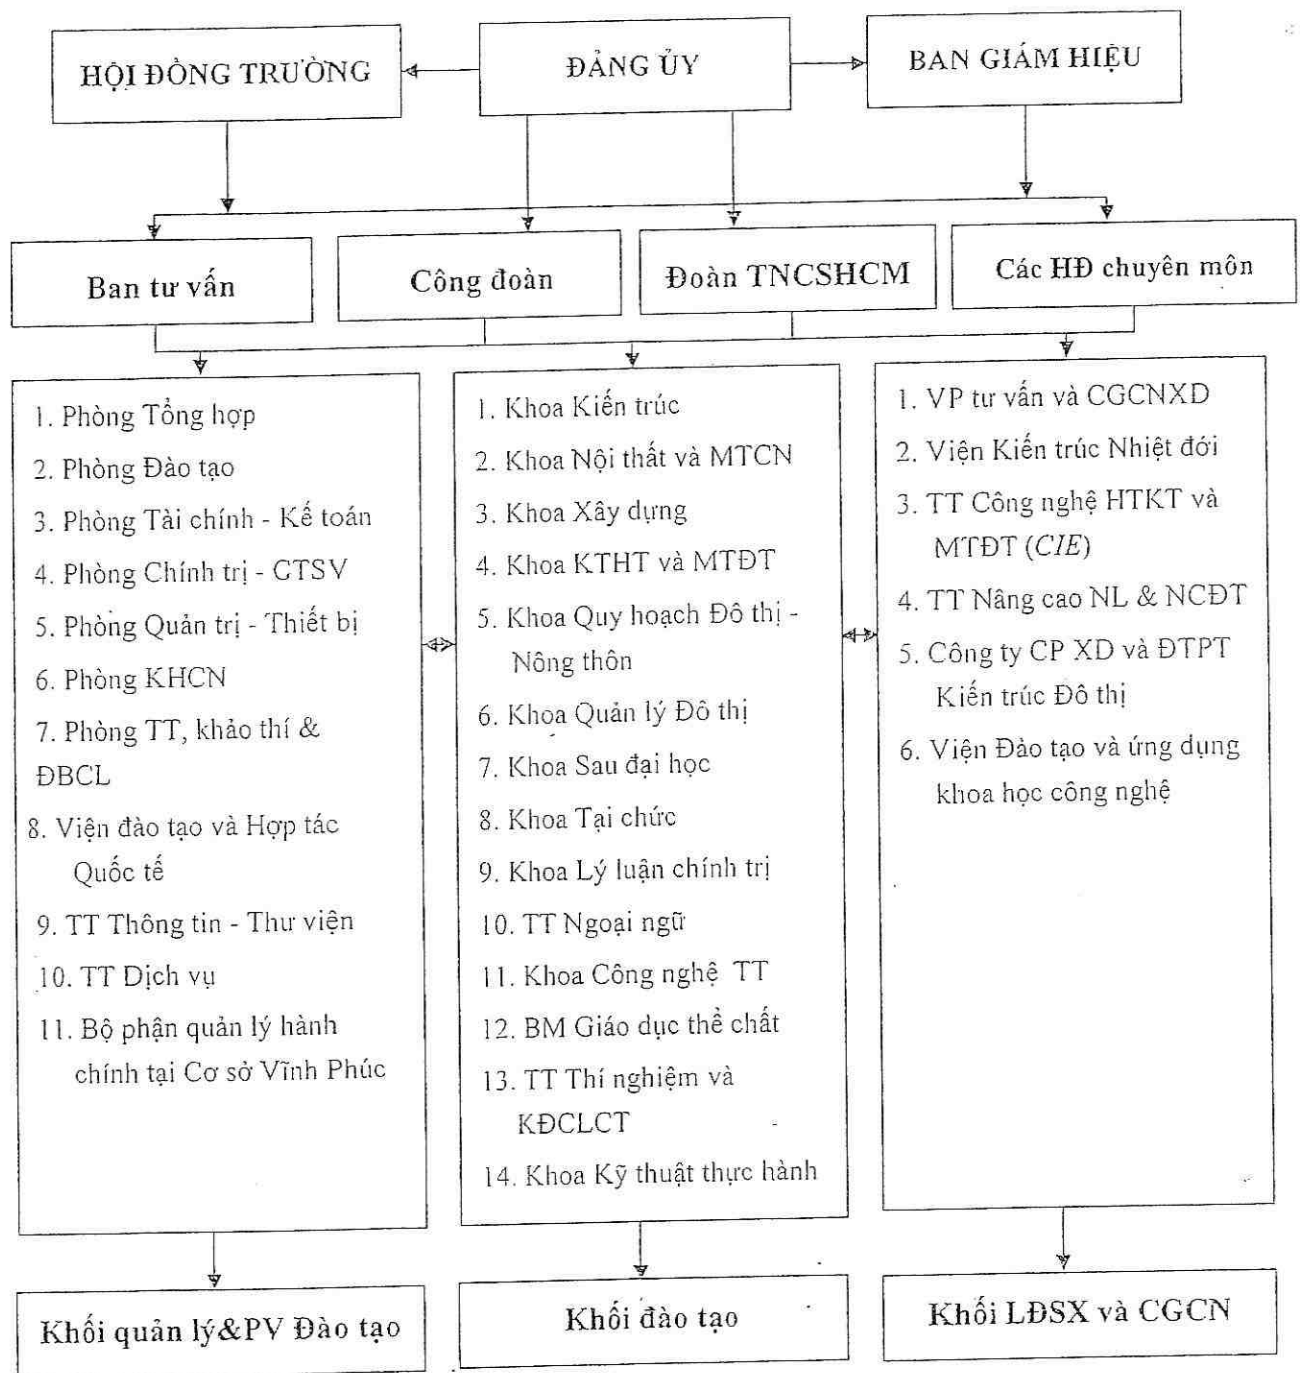 HỘI ĐỒNG TRƯỜNG
ĐẢNG ỦY
BAN GIÁM HIỆU
Ban tư vấn
Công đoàn
Đoàn TNCSHCM
Các HĐ chuyên môn
1. Phòng Tổng hợp
2. Phòng Đào tạo
3. Phòng Tài chính - Kế toán
4. Phòng Chính trị - CTSV
5. Phòng Quản trị - Thiết bị
6. Phòng KHCN
7. Phòng TT, khảo thí &
ĐBCL
8. Viện đào tạo và Hợp tác
Quốc tế
9. TT Thông tin - Thư viện
10. TT Dịch vụ
11. Bộ phận quản lý hành
chính tại Cơ sở Vĩnh Phúc
1. Khoa Kiến trúc
2. Khoa Nội thất và MTCN
3. Khoa Xây dựng
4. Khoa KTHT và MTĐT
5. Khoa Quy hoạch Đô thị -
Nông thôn
6. Khoa Quản lý Đô thị
7. Khoa Sau đại học
8. Khoa Tại chức
9. Khoa Lý luận chính trị
10. TT Ngoại ngữ
11. Khoa Công nghệ TT
12. BM Giáo dục thể chất
13. TT Thí nghiệm và
KĐCLCT
14. Khoa Kỹ thuật thực hành
1. VP tư vấn và CGCNXD
2. Viện Kiến trúc Nhiệt đới
3. TT Công nghệ HTKT và
MTĐT (CIE)
4. TT Nâng cao NL & NCĐT
5. Công ty CP XD và ĐTPT
Kiến trúc Đô thị
6. Viện Đào tạo và ứng dụng
khoa học công nghệ
Khối quản lý&PV Đào tạo
Khối đào tạo
Khối LĐSX và CGCN